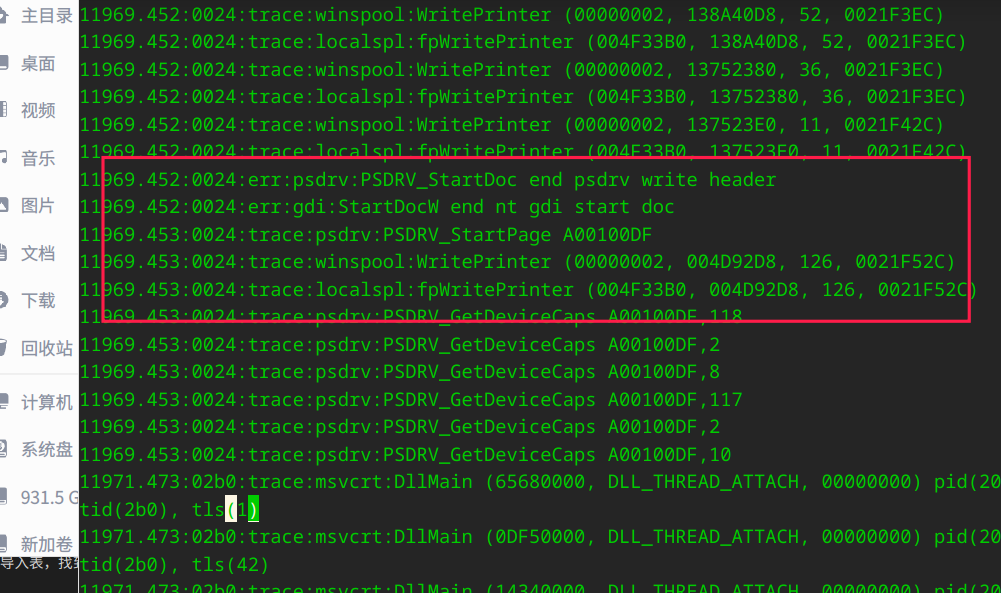 主目录
桌面
视频
音乐
图片
文档
下载
回收站
计算机
系统盘
931.5 G
新加卷
导入表，找到
11969.452:0024:trace:winspool:WritePrinter (00000002, 138A40D8, 52, 0021F3EC)
11969.452:0024:trace:localspl:fpWritePrinter (004F33B0, 138A40D8, 52, 0021F3EC)
11969.452:0024:trace:winspool:WritePrinter (00000002, 13752380, 36, 0021F3EC)
11969.452:0024:trace:localspl:fpWritePrinter (004F33B0, 13752380, 36, 0021F3EC)
11969.452:0024:trace:winspool:WritePrinter (00000002, 137523E0, 11, 0021F42C)
11969.452:0024:trace:localspl:fpWritePrinter (004F33B0, 137523E0, 11, 0021F42C)
11969.452:0024:err:psdrv:PSDRV_StartDoc end psdrv write header
11969.452:0024:err:gdi:StartDocW end nt gdi start doc
11969.453:0024:trace:psdrv:PSDRV_StartPage A00100DF
11969.453:0024:trace:winspool:WritePrinter (00000002, 004D92D8, 126, 0021F52C)
11969.453:0024:trace:localspl:fpWritePrinter (004F33B0, 004D92D8, 126, 0021F52C)
11969.453:0024:trace:psdrv:PSDRV_GetDeviceCaps A00100DF,118
11969.453:0024:trace:psdrv:PSDRV_GetDeviceCaps A00100DF,2
11969.453:0024:trace:psdrv:PSDRV_GetDeviceCaps A00100DF,8
11969.453:0024:trace:psdrv:PSDRV_GetDeviceCaps A00100DF,117
11969.453:0024:trace:psdrv:PSDRV_GetDeviceCaps A00100DF,2
11969.453:0024:trace:psdrv:PSDRV_GetDeviceCaps A00100DF,10
11971.473:02b0:trace:msvcrt:DllMain (65680000, DLL_THREAD_ATTACH, 00000000) pid(20
tid(2b0), tls(1)
11971.473:02b0:trace:msvcrt:DllMain (0DF50000, DLL_THREAD_ATTACH, 00000000) pid(20
tid(2b0), tls(42)
11971.473:02b0:trace:msvcrt:DllMain (14340000, DLL_THREAD_ATTACH, 00000000) pid(20